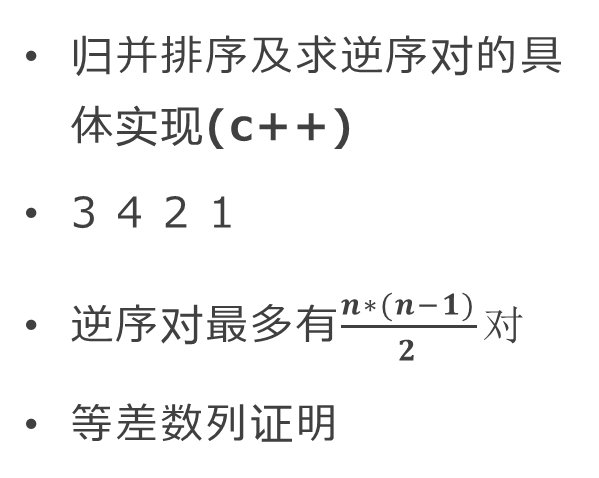 • 归并排序及求逆序对的具
体实现(c++)
• 3 4 2 1
• 逆序对最多有$\frac{n*(n-1)}{2}$对
• 等差数列证明